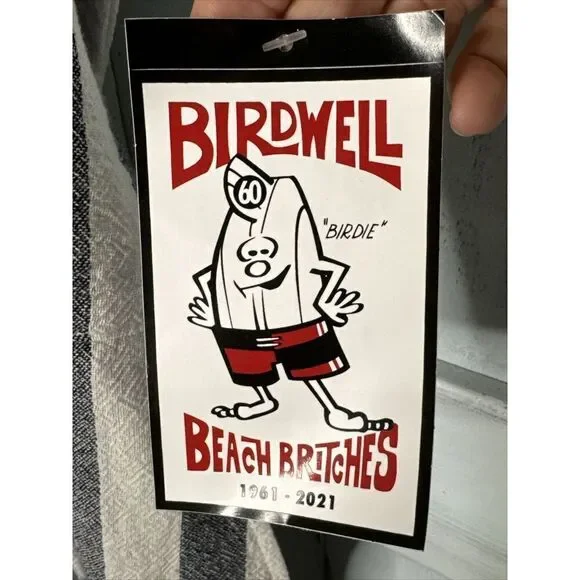 BIRDWELL
60
"BIRDIE"
BEACH BRITCHES
1961 - 2021